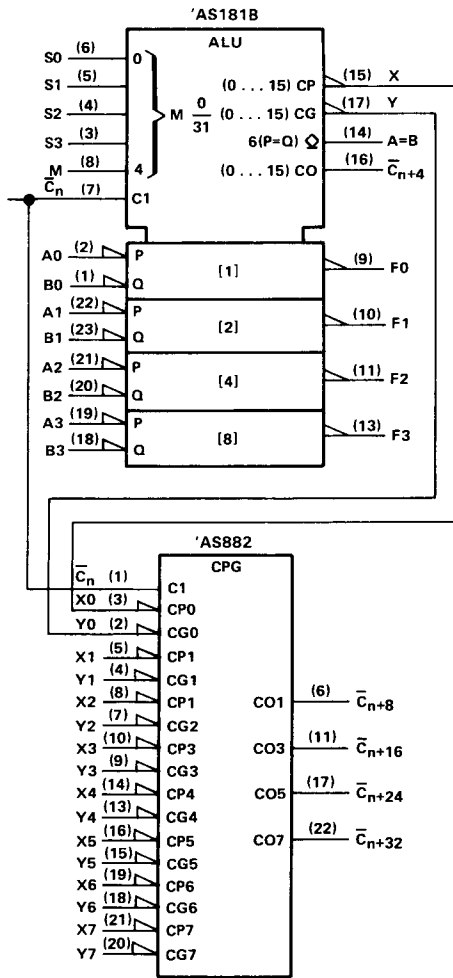 'AS181B
ALU
S0 (6) 0
S1 (5)
S2 (4)
S3 (3)
M (8) 4
C̅n (7) C1
M 0/31
(0 ... 15) CP (15) X
(0 ... 15) CG (17) Y
6(P=Q) (14) A=B
(0 ... 15) CO (16) C̅n+4
A0 (2) P
B0 (1) Q
[1] (9) F0
A1 (22) P
B1 (23) Q
[2] (10) F1
A2 (21) P
B2 (20) Q
[4] (11) F2
A3 (19) P
B3 (18) Q
[8] (13) F3
'AS882
CPG
C̅n (1) C1
X0 (3) CP0
Y0 (2) CG0
X1 (5) CP1
Y1 (4) CG1
X2 (8) CP1
Y2 (7) CG2
X3 (10) CP3
Y3 (9) CG3
X4 (14) CP4
Y4 (13) CG4
X5 (16) CP5
Y5 (15) CG5
X6 (19) CP6
Y6 (18) CG6
X7 (21) CP7
Y7 (20) CG7
CO1 (6) C̅n+8
CO3 (11) C̅n+16
CO5 (17) C̅n+24
CO7 (22) C̅n+32